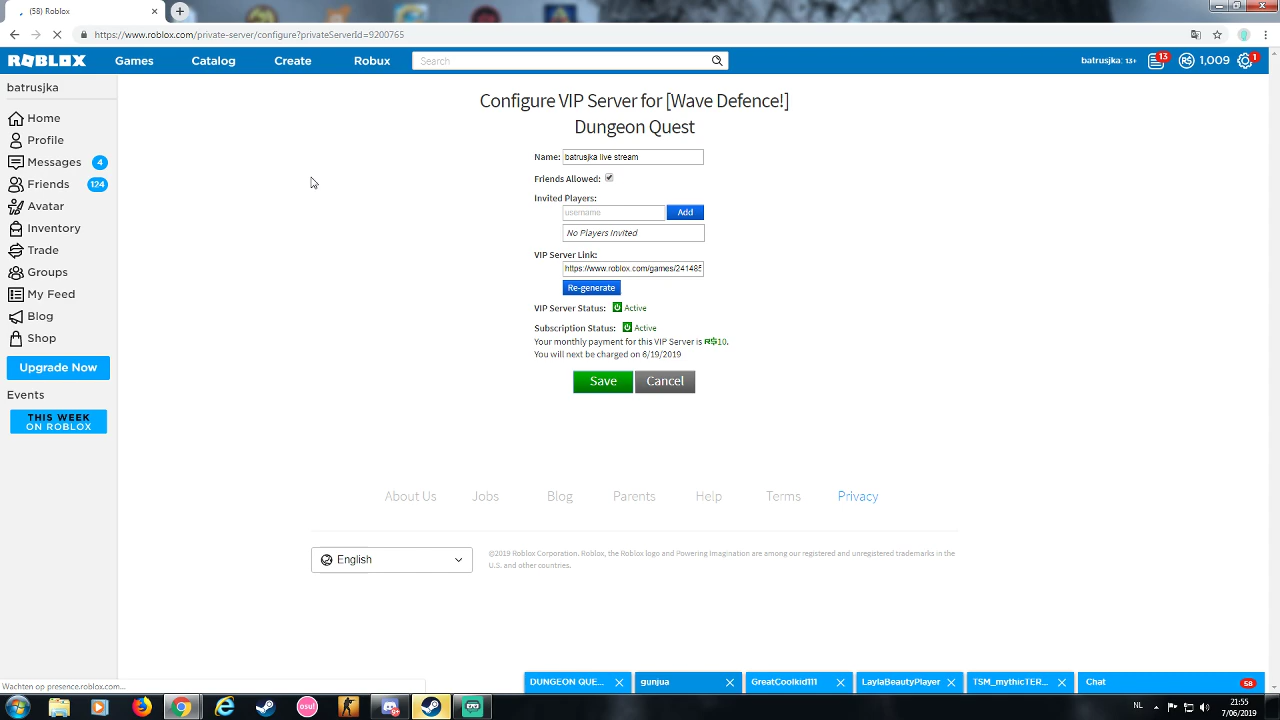 (58) Roblox
https://www.roblox.com/private-server/configure?privateServerId=9200765
ROBLOX
Games
Catalog
Create
Robux
Search
batrusjka: 13+
13
R$ 1,009
1
batrusjka
Home
Profile
Messages 4
Friends 124
Avatar
Inventory
Trade
Groups
My Feed
Blog
Shop
Upgrade Now
Events
THIS WEEK
ON ROBLOX
Configure VIP Server for [Wave Defence!]
Dungeon Quest
Name: batrusjka live stream
Friends Allowed:
Invited Players:
username Add
No Players Invited
VIP Server Link:
https://www.roblox.com/games/241485
Re-generate
VIP Server Status: Active
Subscription Status: Active
Your monthly payment for this VIP Server is R$10.
You will next be charged on 6/19/2019
Save Cancel
About Us Jobs Blog Parents Help Terms Privacy
English
©2019 Roblox Corporation, Roblox, the Roblox logo and Powering Imagination are among our registered and unregistered trademarks in the
U.S. and other countries.
DUNGEON QUE...
gunjua
GreatCoolkid111
LaylaBeautyPlayer
TSM_mythicTER...
Chat
58
Wachten op presence.roblox.com...
osu!
9+
NL
21:55
7/06/2019